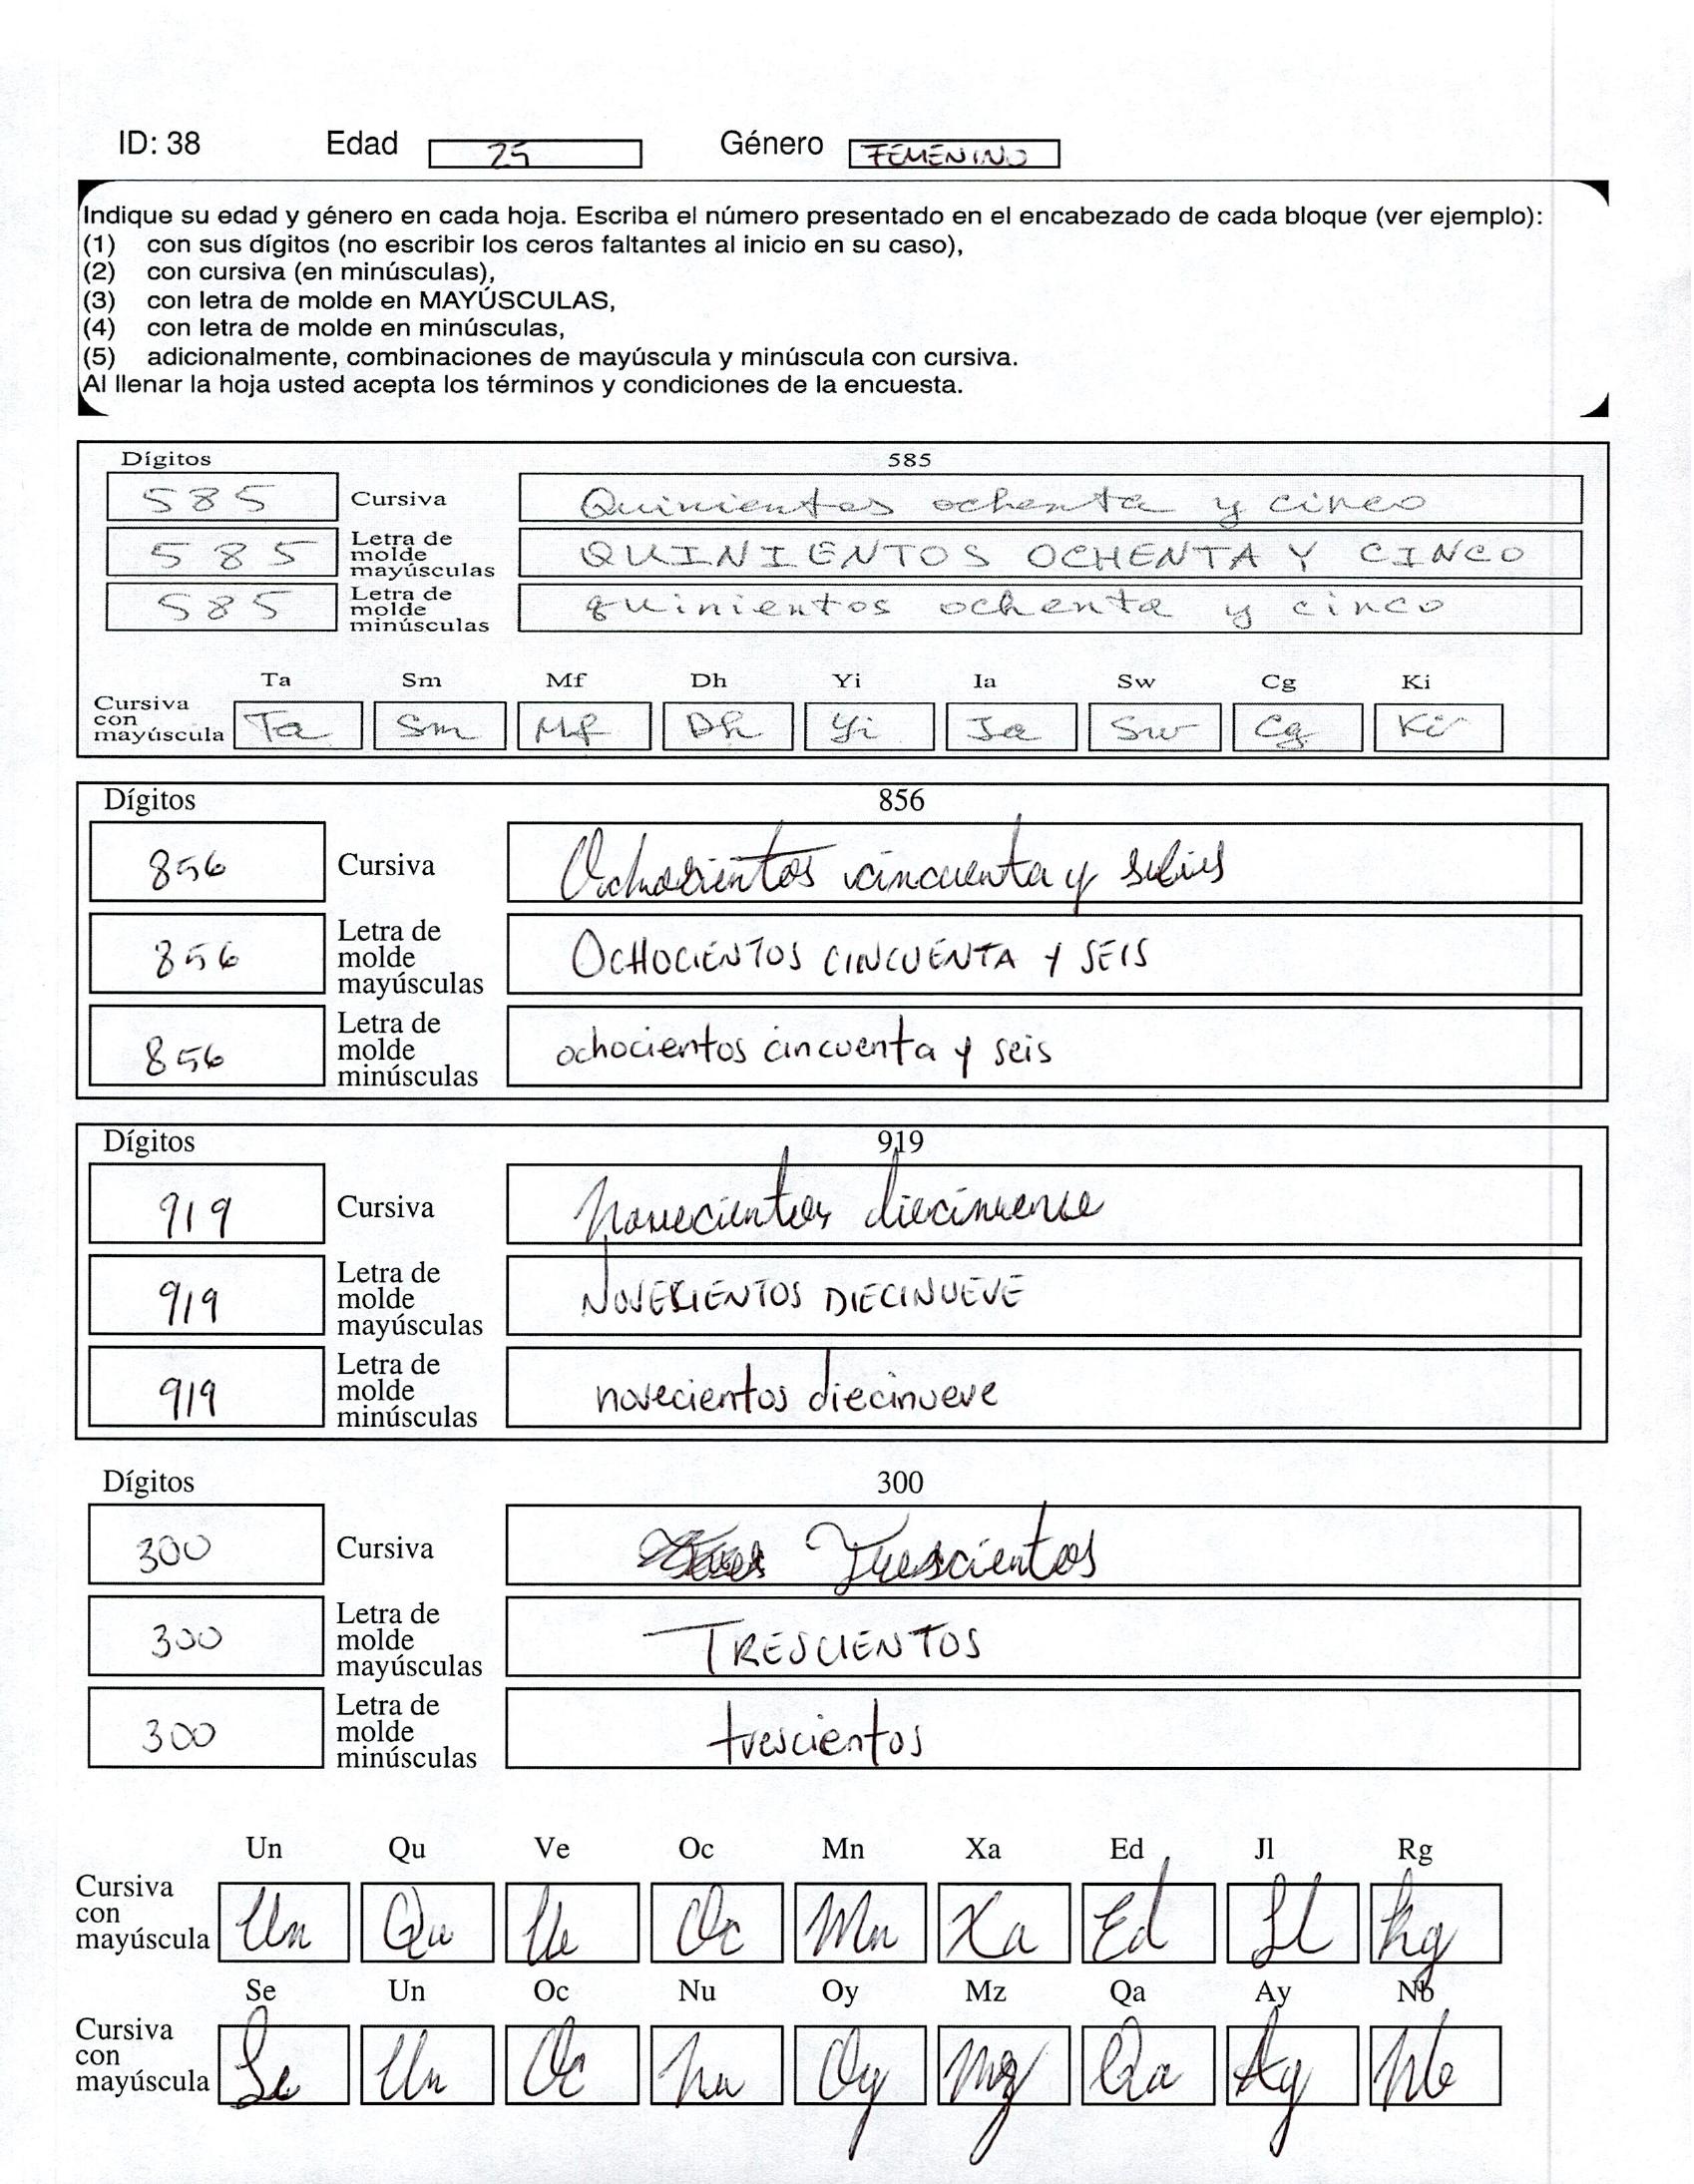 ID: 38 Edad 25 Género FEMENINO
Indique su edad y género en cada hoja. Escriba el número presentado en el encabezado de cada bloque (ver ejemplo):
(1) con sus dígitos (no escribir los ceros faltantes al inicio en su caso),
(2) con cursiva (en minúsculas),
(3) con letra de molde en MAYÚSCULAS,
(4) con letra de molde en minúsculas,
(5) adicionalmente, combinaciones de mayúscula y minúscula con cursiva.
Al llenar la hoja usted acepta los términos y condiciones de la encuesta.
Dígitos 585
585 Cursiva Quinientos ochenta y cinco
585 Letra de molde mayúsculas QUINIENTOS OCHENTA Y CINCO
585 Letra de molde minúsculas quinientos ochenta y cinco
Ta Sm Mf Dh Yi Ia Sw Cg Ki
Cursiva con mayúscula Ta Sm Mf Dh Yi Ia Sw Cg Ki
Dígitos 856
856 Cursiva Ochocientos cincuenta y seis
856 Letra de molde mayúsculas OCHOCIENTOS CINCUENTA Y SEIS
856 Letra de molde minúsculas ochocientos cincuenta y seis
Dígitos 919
919 Cursiva Novecientos diecinueve
919 Letra de molde mayúsculas NOVECIENTOS DIECINUEVE
919 Letra de molde minúsculas novecientos diecinueve
Dígitos 300
300 Cursiva Trescientos
300 Letra de molde mayúsculas TRESCIENTOS
300 Letra de molde minúsculas trescientos
Un Qu Ve Oc Mn Xa Ed Jl Rg
Cursiva con mayúscula Un Qu Ve Oc Mn Xa Ed Jl Rg
Se Un Oc Nu Oy Mz Qa Ay Nb
Cursiva con mayúscula Se Un Oc Nu Oy Mz Qa Ay Nb